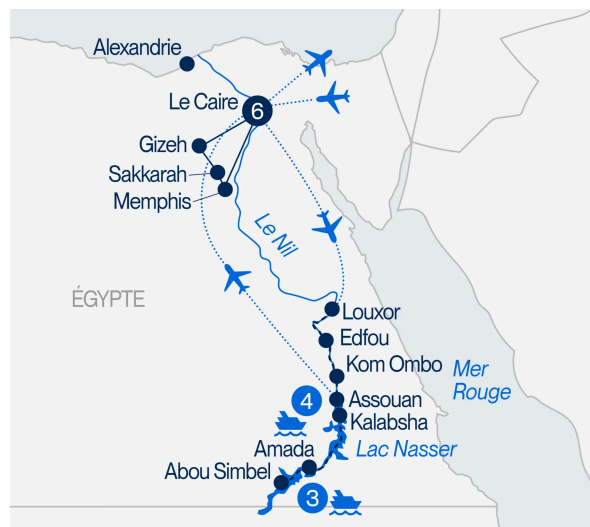 Alexandrie
Le Caire
6
Gizeh
Sakkarah
Memphis
Le Nil
ÉGYPTE
Louxor
Edfou
Kom Ombo
Mer
Rouge
4
Assouan
Kalabsha
Lac Nasser
Amada
Abou Simbel
3